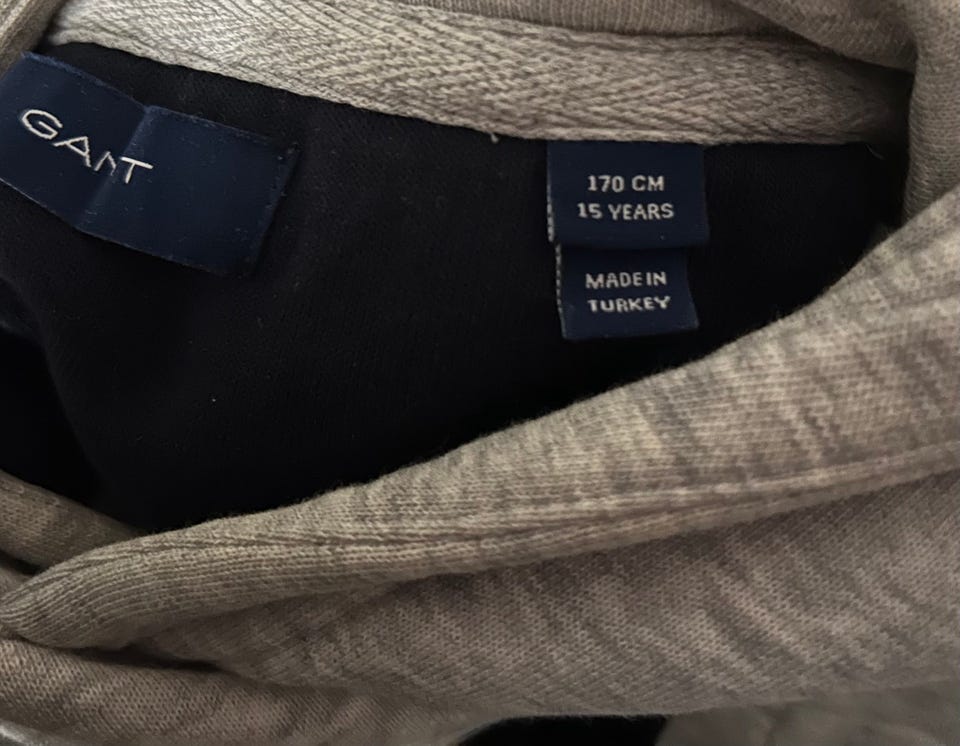 GANT
170 CM
15 YEARS
MADE IN
TURKEY